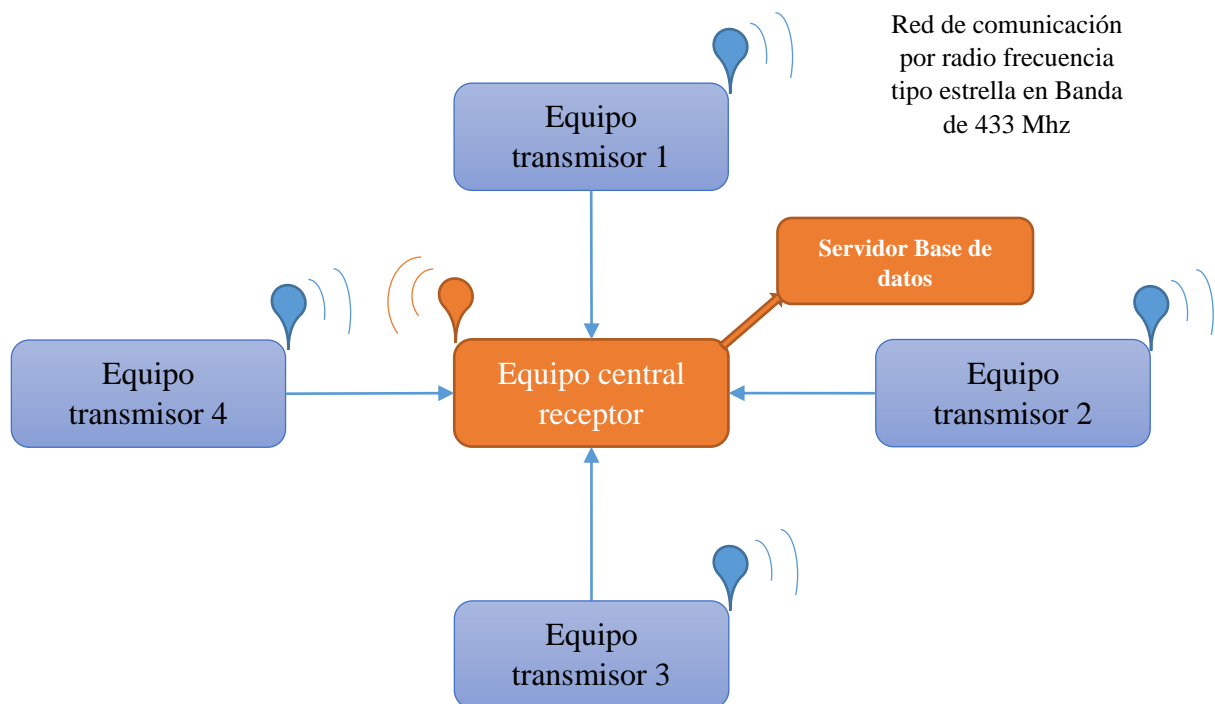 Red de comunicación
por radio frecuencia
tipo estrella en Banda
de 433 Mhz
Equipo
transmisor 1
Servidor Base de
datos
Equipo
transmisor 4
Equipo central
receptor
Equipo
transmisor 2
Equipo
transmisor 3